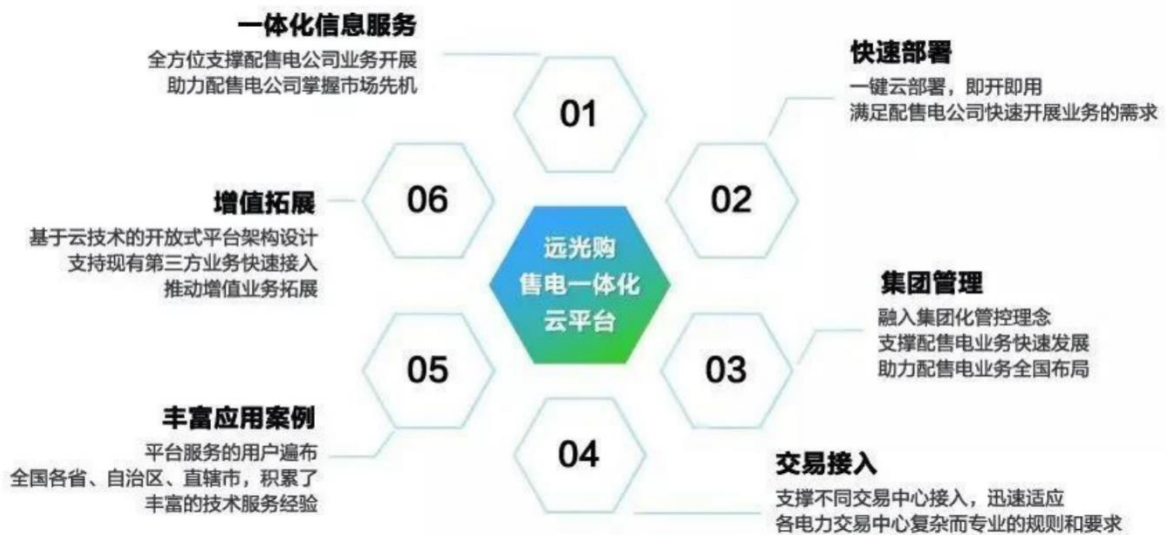 一体化信息服务
全方位支撑配售电公司业务开展
助力配售电公司掌握市场先机
01
快速部署
一键云部署，即开即用
满足配售电公司快速开展业务的需求
02
集团管理
融入集团化管控理念
支撑配售电业务快速发展
助力配售电业务全国布局
03
交易接入
支撑不同交易中心接入，迅速适应
各电力交易中心复杂而专业的规则和要求
04
丰富应用案例
平台服务的用户遍布
全国各省、自治区、直辖市，积累了
丰富的技术服务经验
05
增值拓展
基于云技术的开放式平台架构设计
支持现有第三方业务快速接入
推动增值业务拓展
06
远光购
售电一体化
云平台